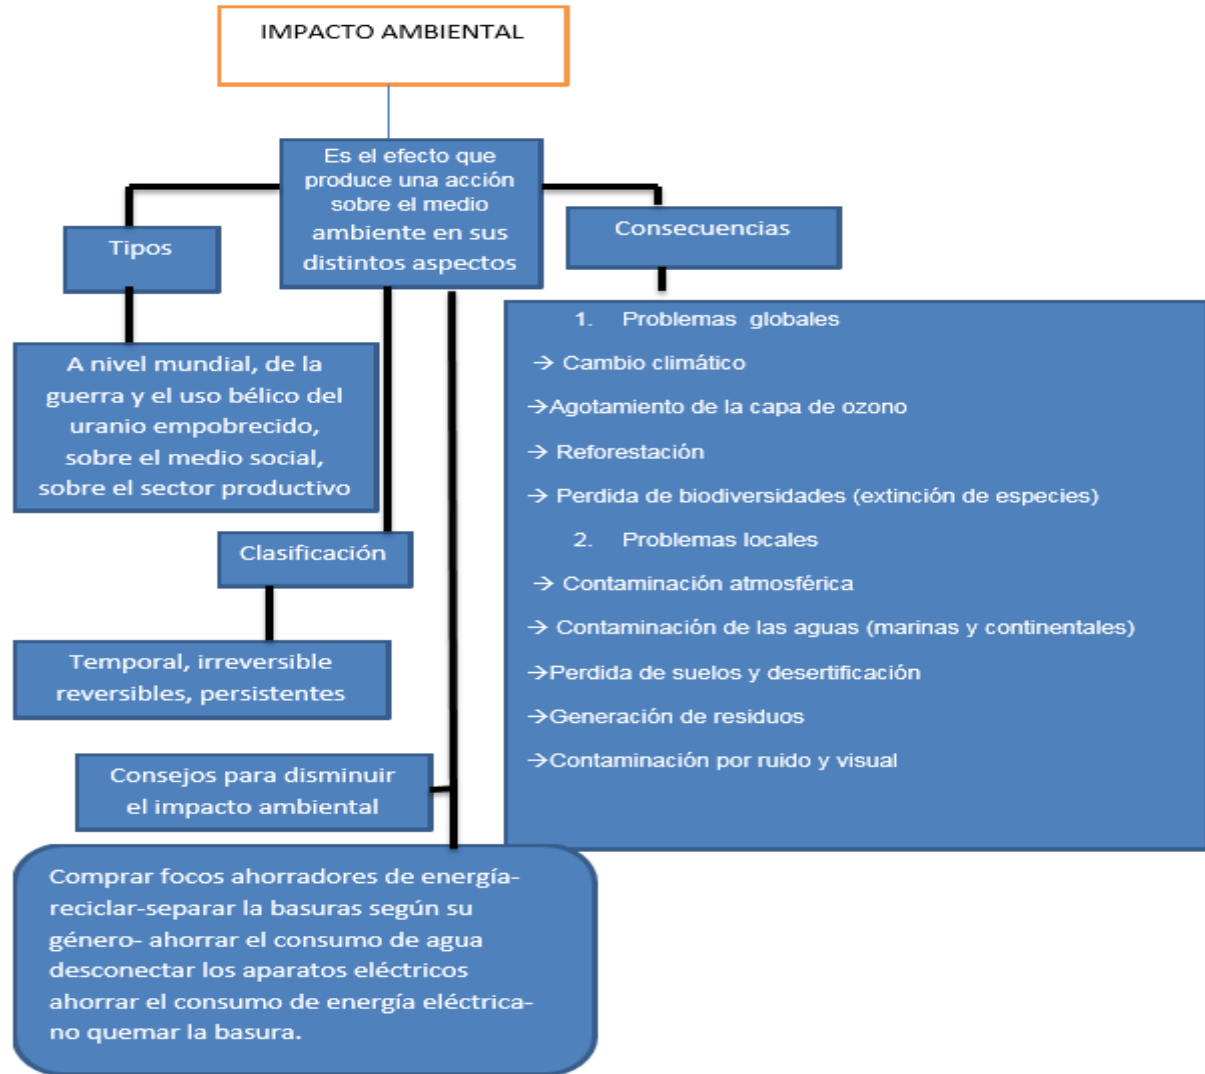 IMPACTO AMBIENTAL
Es el efecto que
produce una acción
sobre el medio
ambiente en sus
distintos aspectos
Tipos
A nivel mundial, de la
guerra y el uso bélico del
uranio empobrecido,
sobre el medio social,
sobre el sector productivo
Clasificación
Temporal, irreversible
reversibles, persistentes
Consejos para disminuir
el impacto ambiental
Comprar focos ahorradores de energía-
reciclar-separar la basuras según su
género- ahorrar el consumo de agua
desconectar los aparatos eléctricos
ahorrar el consumo de energía eléctrica-
no quemar la basura.
Consecuencias
1. Problemas globales
→ Cambio climático
→Agotamiento de la capa de ozono
→ Reforestación
→ Perdida de biodiversidades (extinción de especies)
2. Problemas locales
→ Contaminación atmosférica
→ Contaminación de las aguas (marinas y continentales)
→Perdida de suelos y desertificación
→Generación de residuos
→Contaminación por ruido y visual